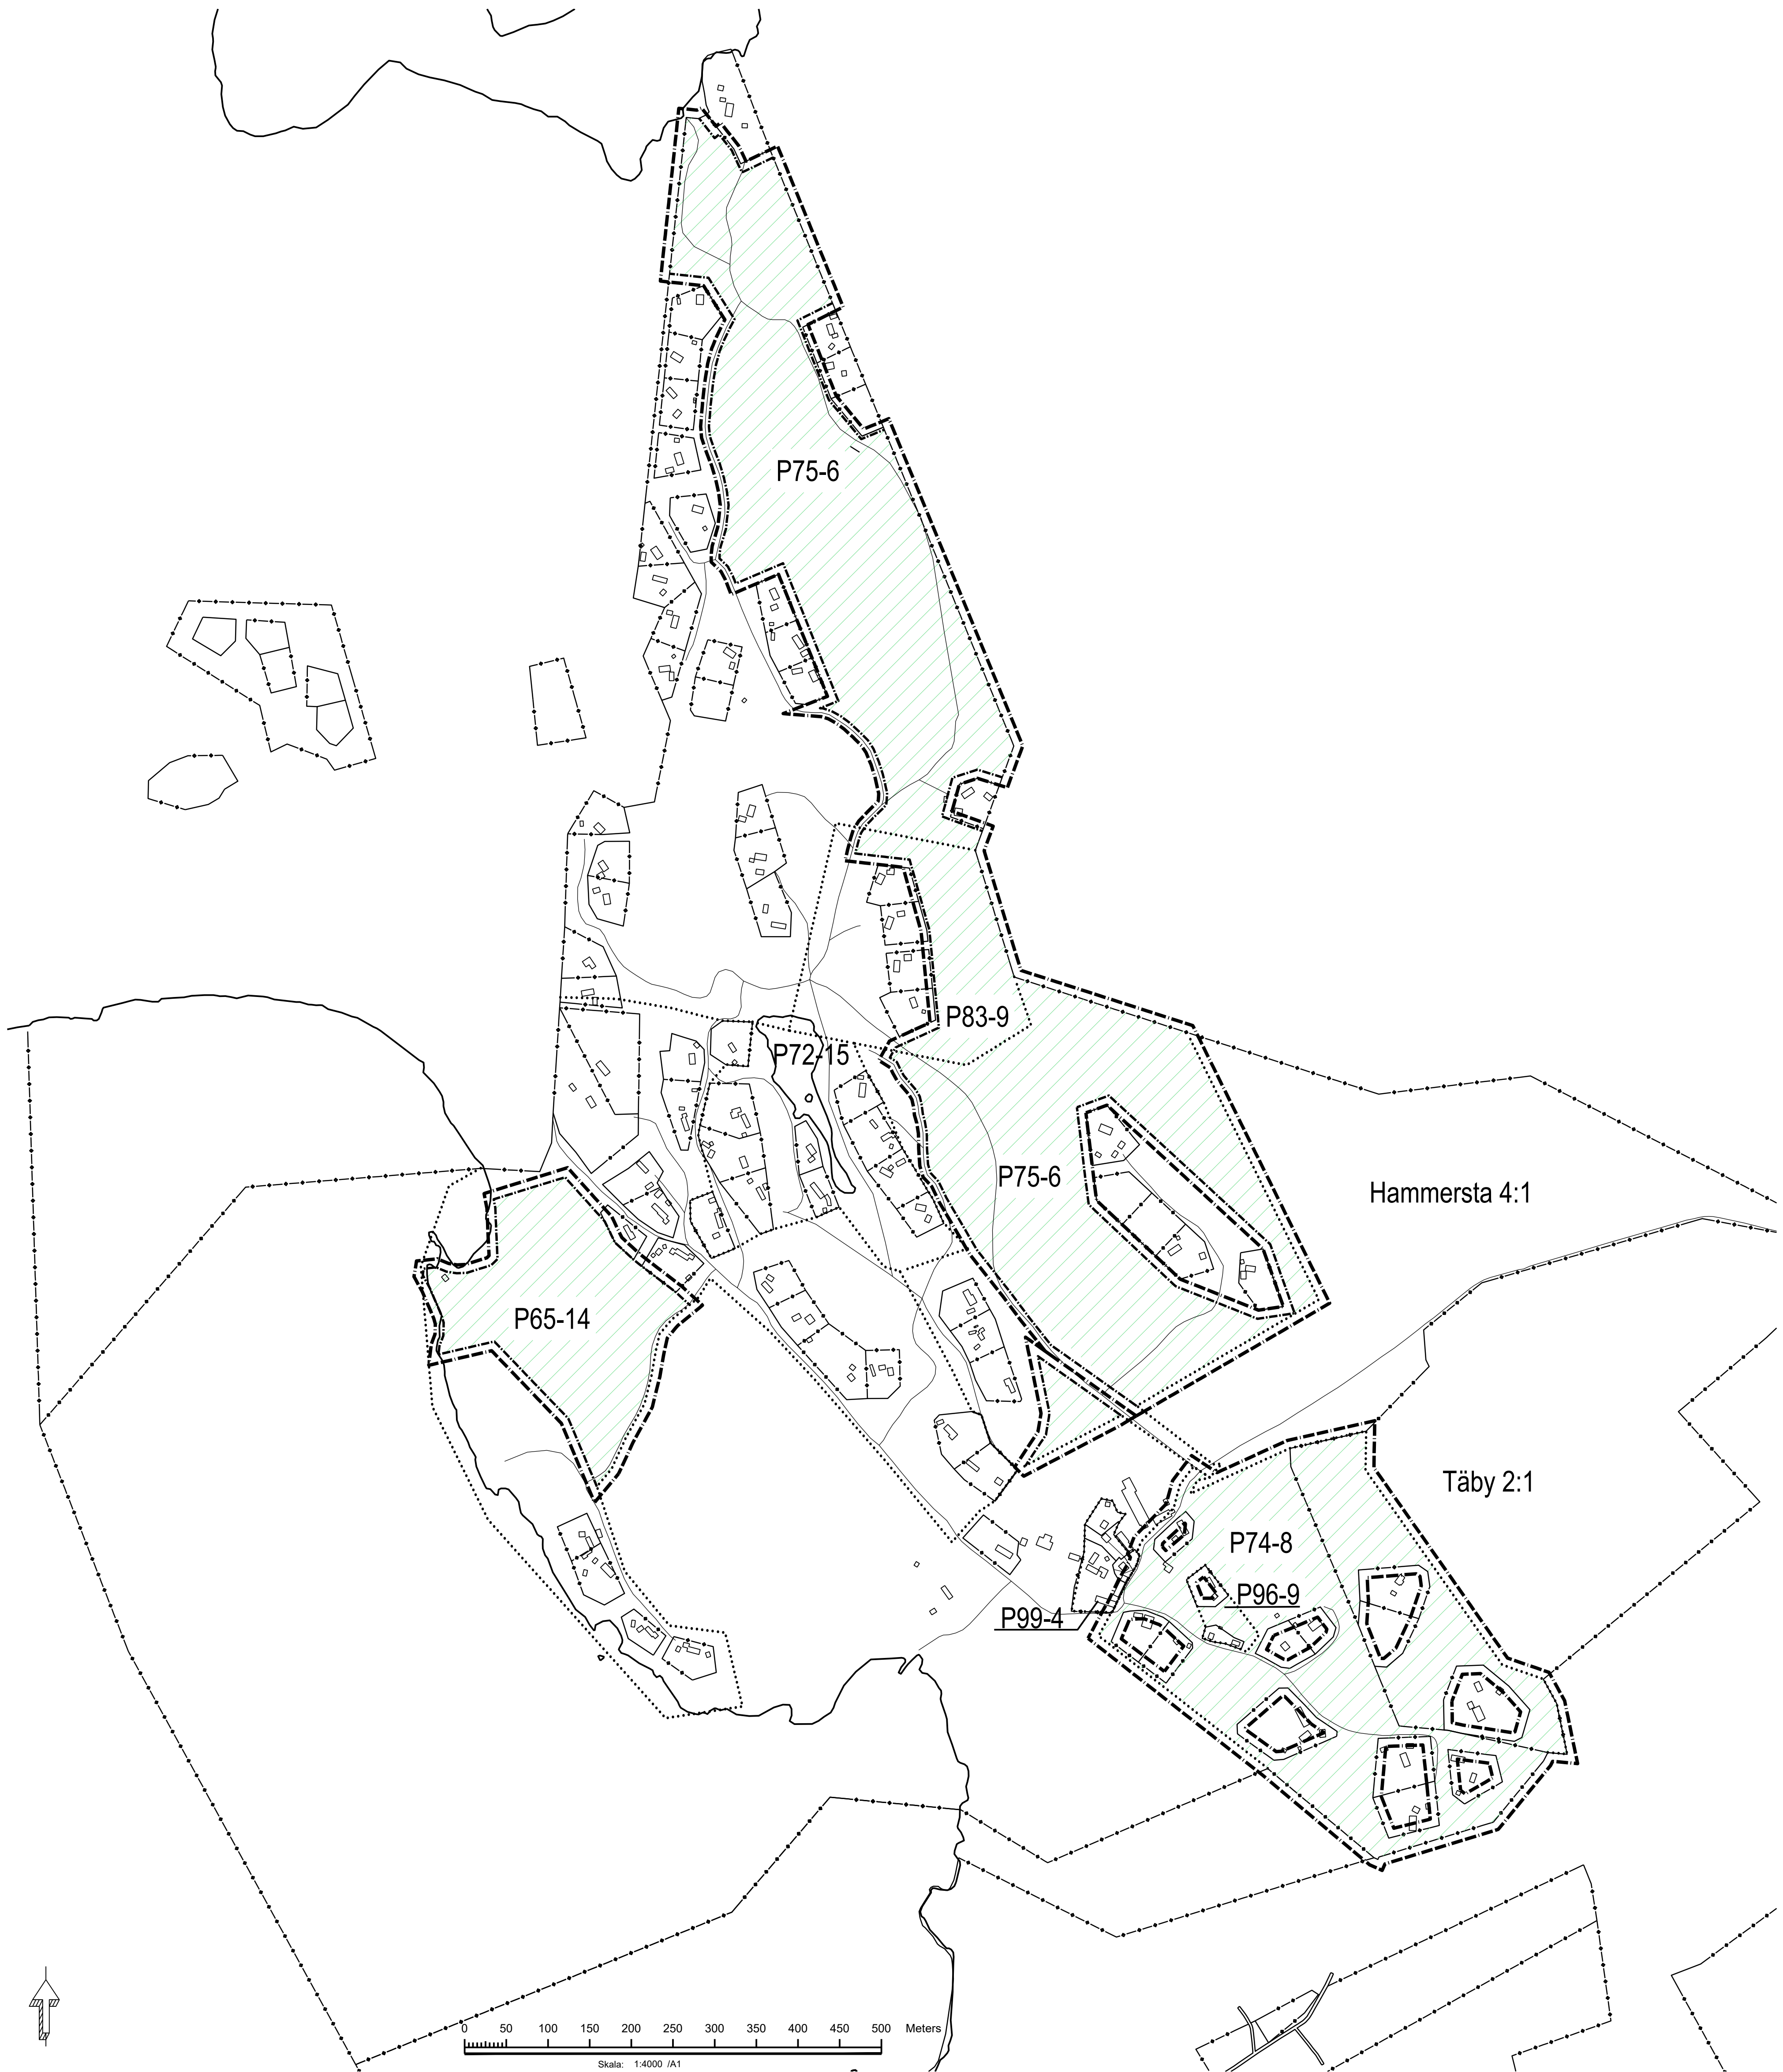 P75-6
P83-9
P72-15
P75-6
Hammersta 4:1
P65-14
Täby 2:1
P74-8
P96-9
P99-4
0 50 100 150 200 250 300 350 400 450 500 Meters
Skala: 1:4000 /A1